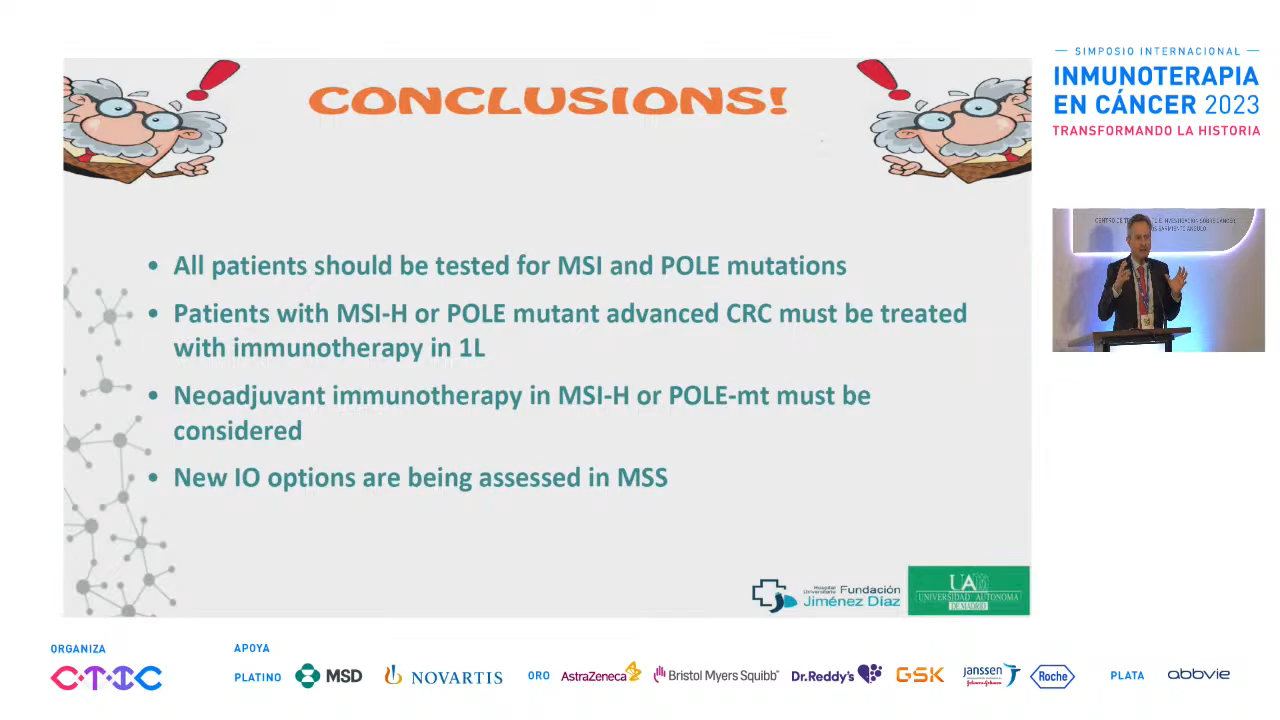 SIMPOSIO INTERNACIONAL
INMUNOTERAPIA
EN CÁNCER 2023
TRANSFORMANDO LA HISTORIA
CONCLUSIONS!
• All patients should be tested for MSI and POLE mutations
• Patients with MSI-H or POLE mutant advanced CRC must be treated
with immunotherapy in 1L
• Neoadjuvant immunotherapy in MSI-H or POLE-mt must be
considered
• New IO options are being assessed in MSS
Hospital
Universitario
Fundación
Jiménez Díaz
UAM
UNIVERSIDAD AUTONOMA
DE MADRID
ORGANIZA
CTIC
APOYA
PLATINO
MSD
NOVARTIS
ORO
AstraZeneca
Bristol Myers Squibb
Dr.Reddy's
GSK
Janssen
Johnson-Johnson
Roche
PLATA
abbvie